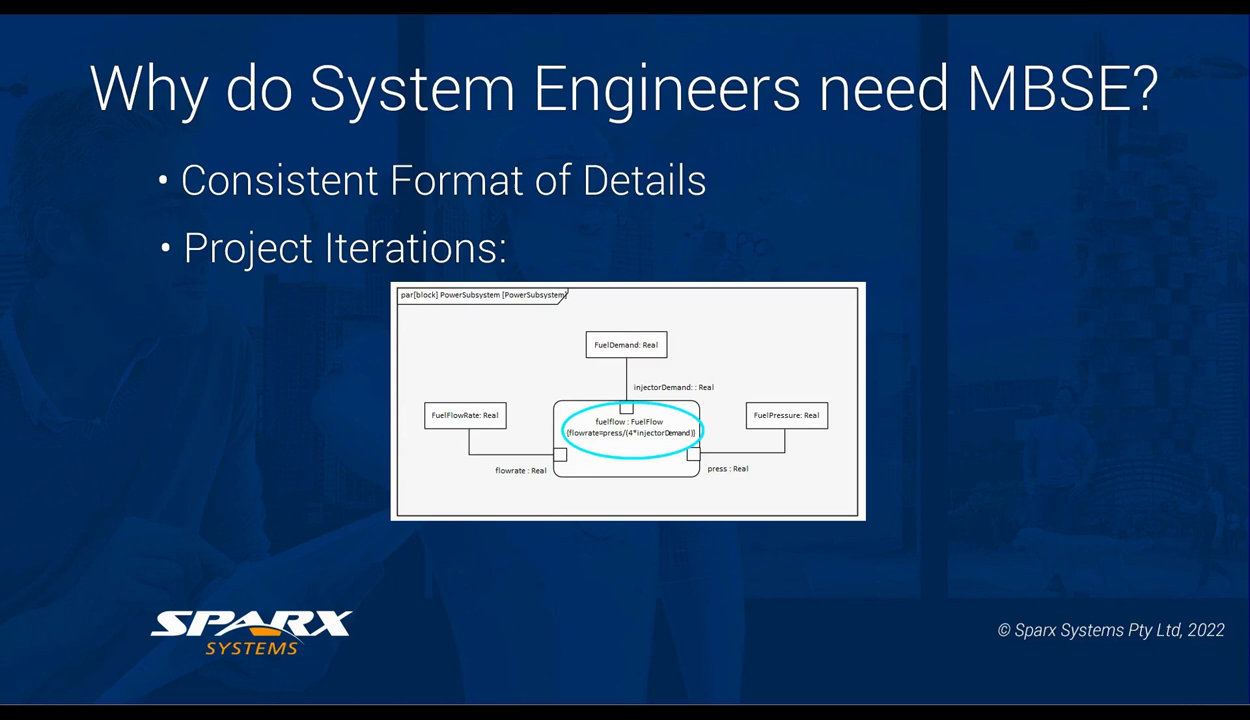 Why do System Engineers need MBSE?
• Consistent Format of Details
• Project Iterations:
par[block] PowerSubsystem [PowerSubsystem]
FuelDemand: Real
injectorDemand: : Real
FuelFlowRate: Real
FuelPressure: Real
fuelflow : FuelFlow
{flowrate=press/(4*injectorDemand)}
flowrate : Real
press : Real
SPARX
SYSTEMS
© Sparx Systems Pty Ltd, 2022